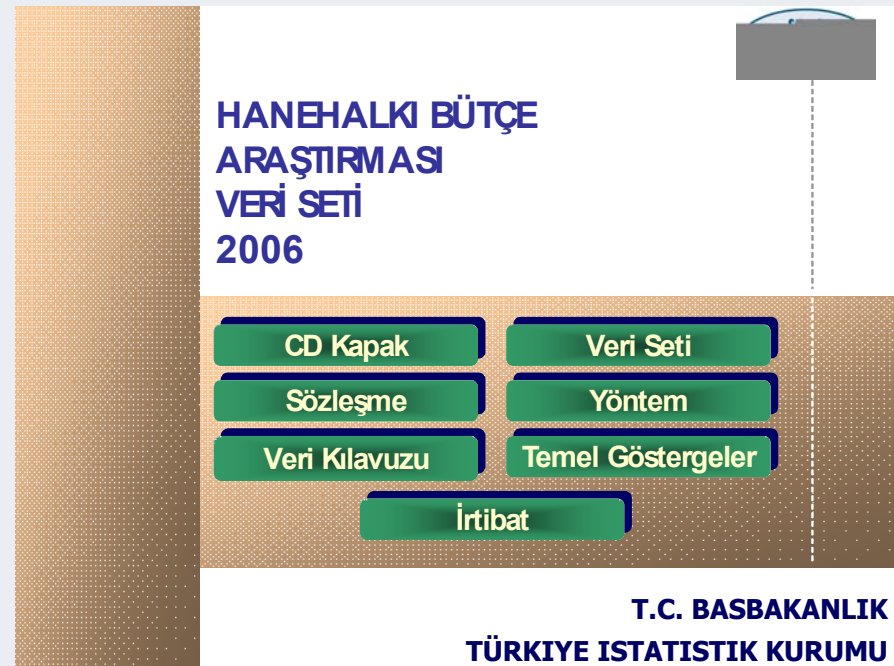 HANEHALKI BÜTÇE
ARAŞTIRMASI
VERİ SETİ
2006
CD Kapak
Veri Seti
Sözleşme
Yöntem
Veri Kılavuzu
Temel Göstergeler
İrtibat
T.C. BASBAKANLIK
TÜRKIYE ISTATISTIK KURUMU